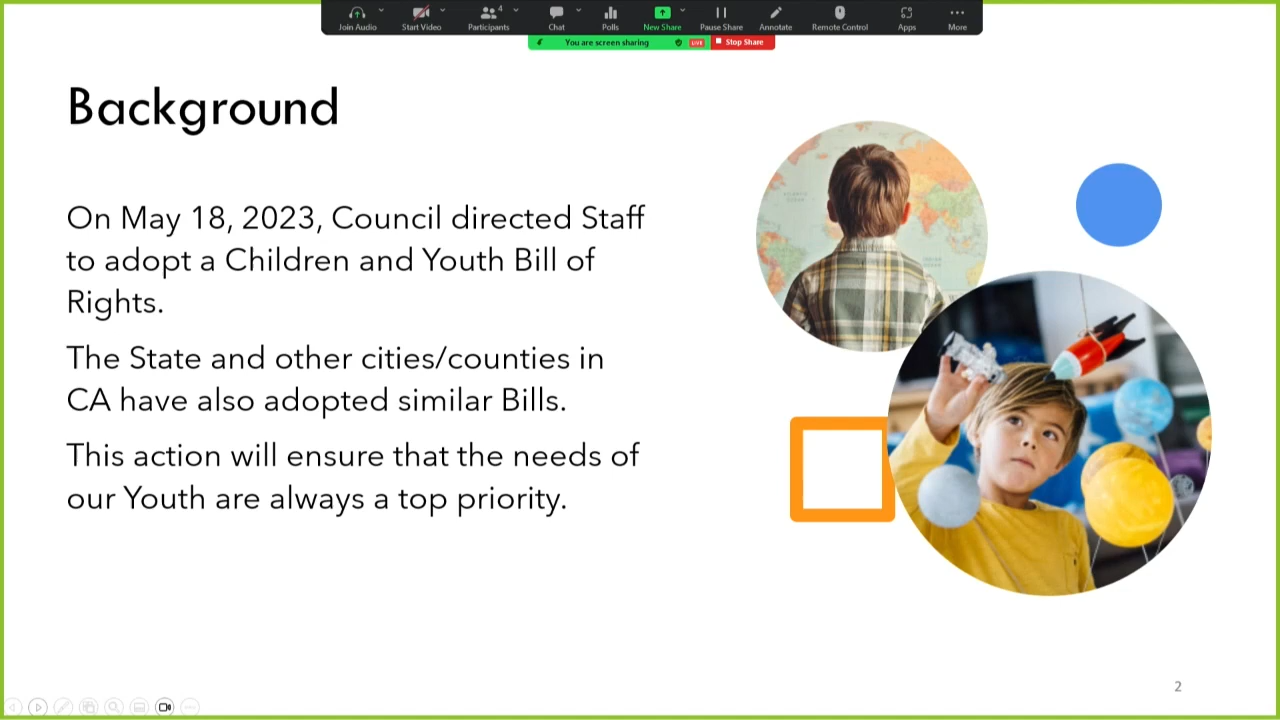 Join Audio
Start Video
4
Participants
Chat
Polls
New Share
Pause Share
Annotate
Remote Control
Apps
More
You are screen sharing
LIVE
Stop Share
Background
On May 18, 2023, Council directed Staff
to adopt a Children and Youth Bill of
Rights.
The State and other cities/counties in
CA have also adopted similar Bills.
This action will ensure that the needs of
our Youth are always a top priority.
2